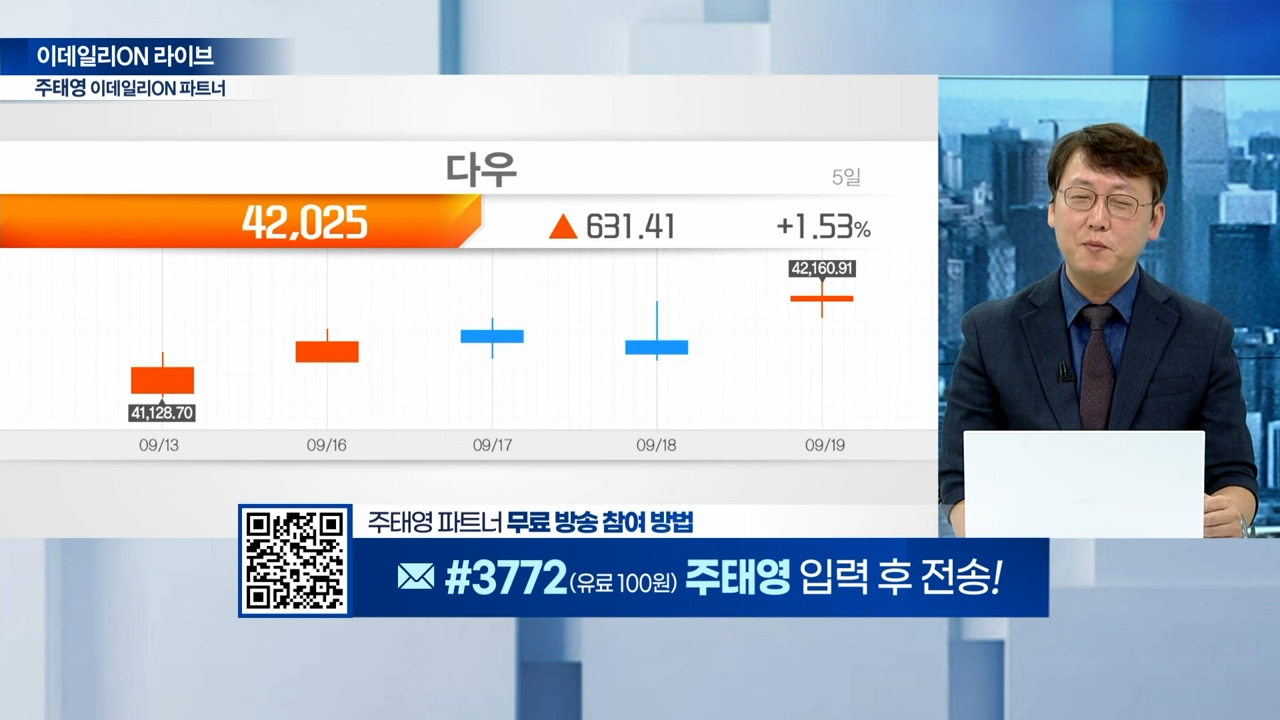 이데일리ON 라이브
주태영 이데일리ON 파트너
다우
5일
42,025 ▲ 631.41 +1.53%
42,160.91
41,128.70
09/13 09/16 09/17 09/18 09/19
주태영 파트너 무료 방송 참여 방법
#3772(유료 100원) 주태영 입력 후 전송!